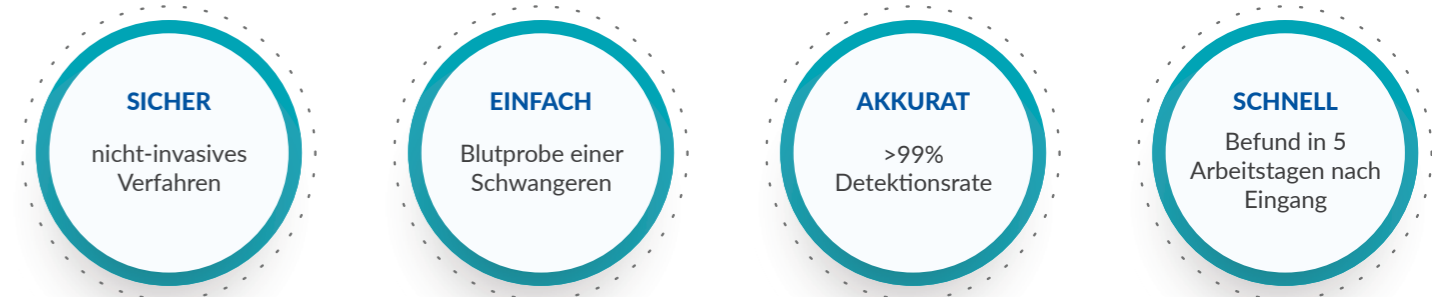 SICHER
nicht-invasives
Verfahren
EINFACH
Blutprobe einer
Schwangeren
AKKURAT
>99%
Detektionsrate
SCHNELL
Befund in 5
Arbeitstagen nach
Eingang